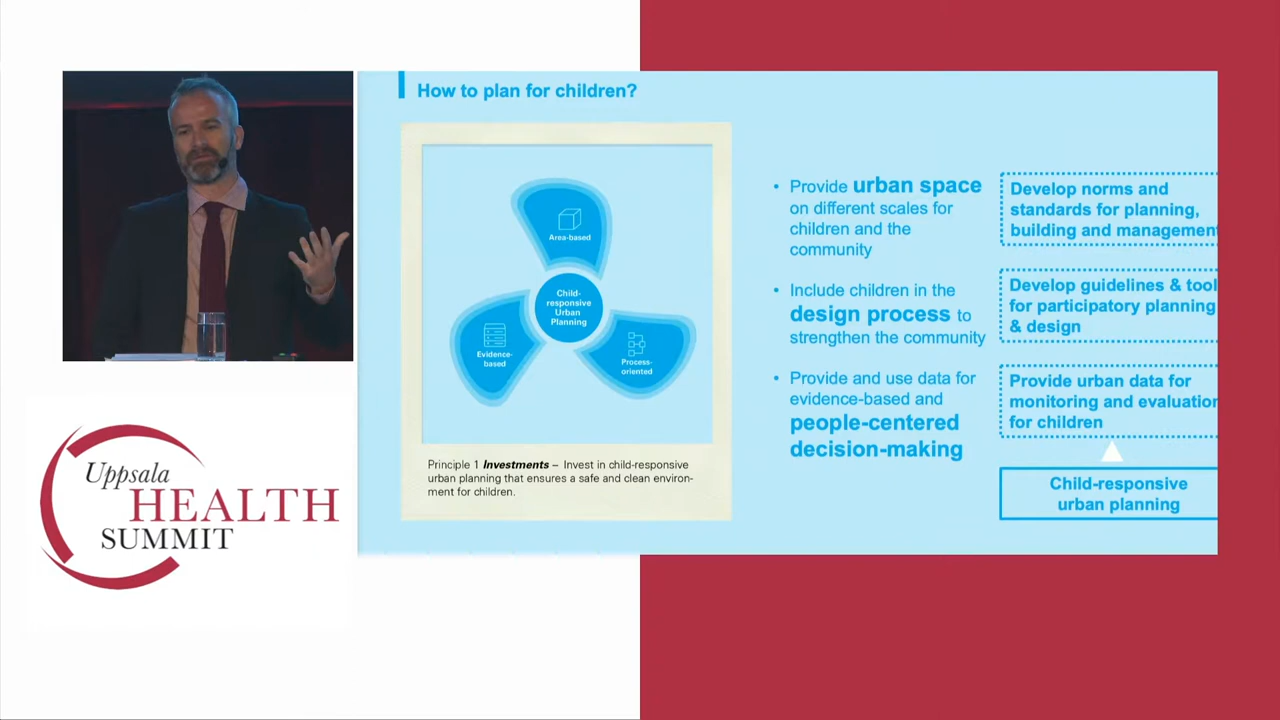 How to plan for children?
Area-based
Child-
responsive
Urban
Planning
Evidence-
based
Process-
oriented
Principle 1 Investments – Invest in child-responsive
urban planning that ensures a safe and clean environ-
ment for children.
• Provide urban space
on different scales for
children and the
community
• Include children in the
design process to
strengthen the community
• Provide and use data for
evidence-based and
people-centered
decision-making
Develop norms and
standards for planning,
building and management
Develop guidelines & tool
for participatory planning
& design
Provide urban data for
monitoring and evaluation
for children
Child-responsive
urban planning
Uppsala
HEALTH
SUMMIT